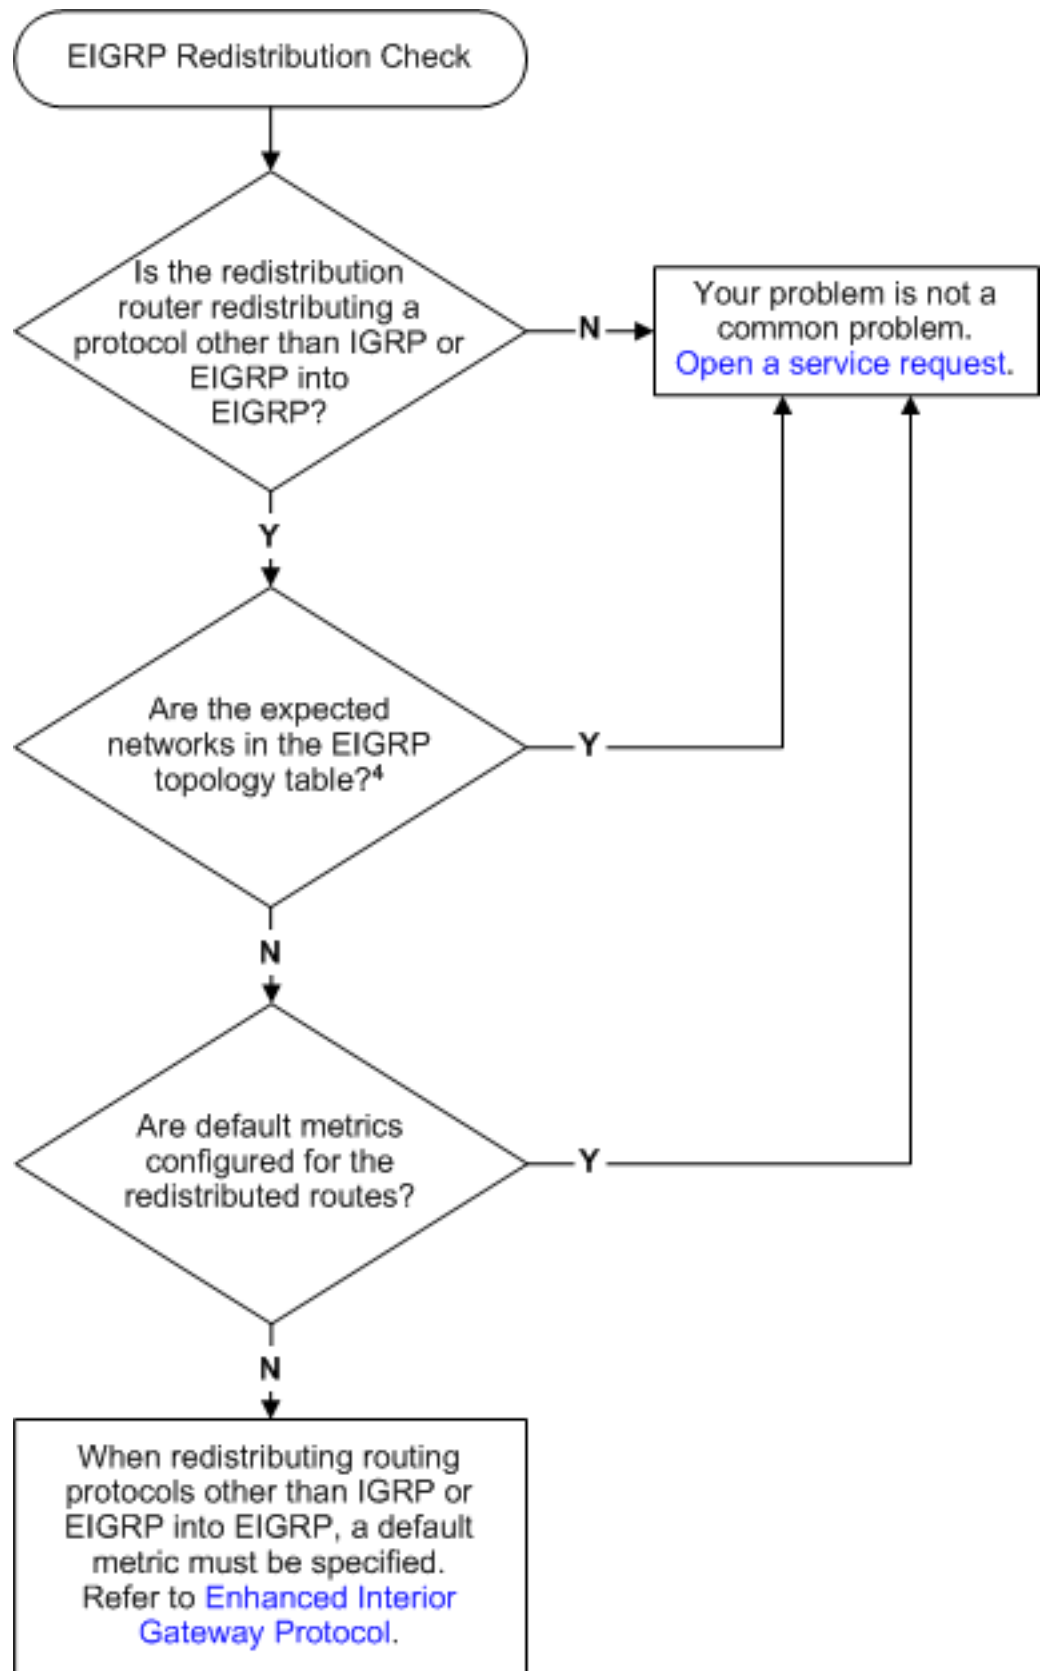 EIGRP Redistribution Check
Is the redistribution
router redistributing a
protocol other than IGRP or
EIGRP into
EIGRP?
N
Your problem is not a
common problem.
Open a service request.
Y
Are the expected
networks in the EIGRP
topology table?⁴
Y
N
Are default metrics
configured for the
redistributed routes?
Y
N
When redistributing routing
protocols other than IGRP or
EIGRP into EIGRP, a default
metric must be specified.
Refer to Enhanced Interior
Gateway Protocol.